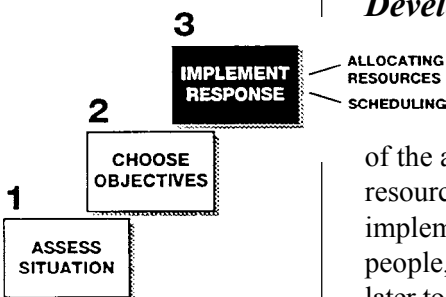 Devel
3
IMPLEMENT
RESPONSE
ALLOCATING
RESOURCES
SCHEDULING
2
CHOOSE
OBJECTIVES
1
ASSESS
SITUATION
of the a
resourc
implem
people,
later to